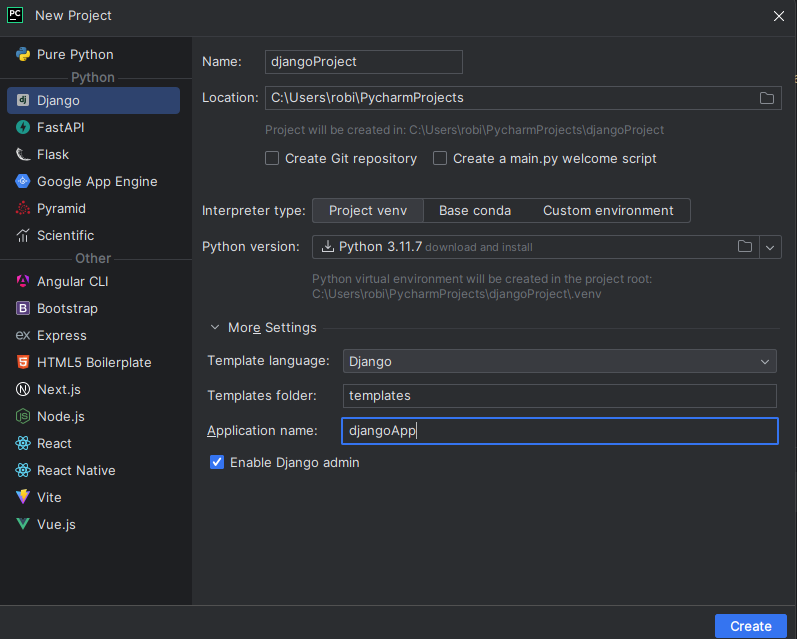 New Project
Pure Python
Python
Django
FastAPI
Flask
Google App Engine
Pyramid
Scientific
Other
Angular CLI
Bootstrap
Express
HTML5 Boilerplate
Next.js
Node.js
React
React Native
Vite
Vue.js
Name: djangoProject
Location: C:\Users\robi\PycharmProjects
Project will be created in: C:\Users\robi\PycharmProjects\djangoProject
Create Git repository Create a main.py welcome script
Interpreter type: Project venv Base conda Custom environment
Python version: Python 3.11.7 download and install
Python virtual environment will be created in the project root:
C:\Users\robi\PycharmProjects\djangoProject\.venv
More Settings
Template language: Django
Templates folder: templates
Application name: djangoApp
Enable Django admin
Create